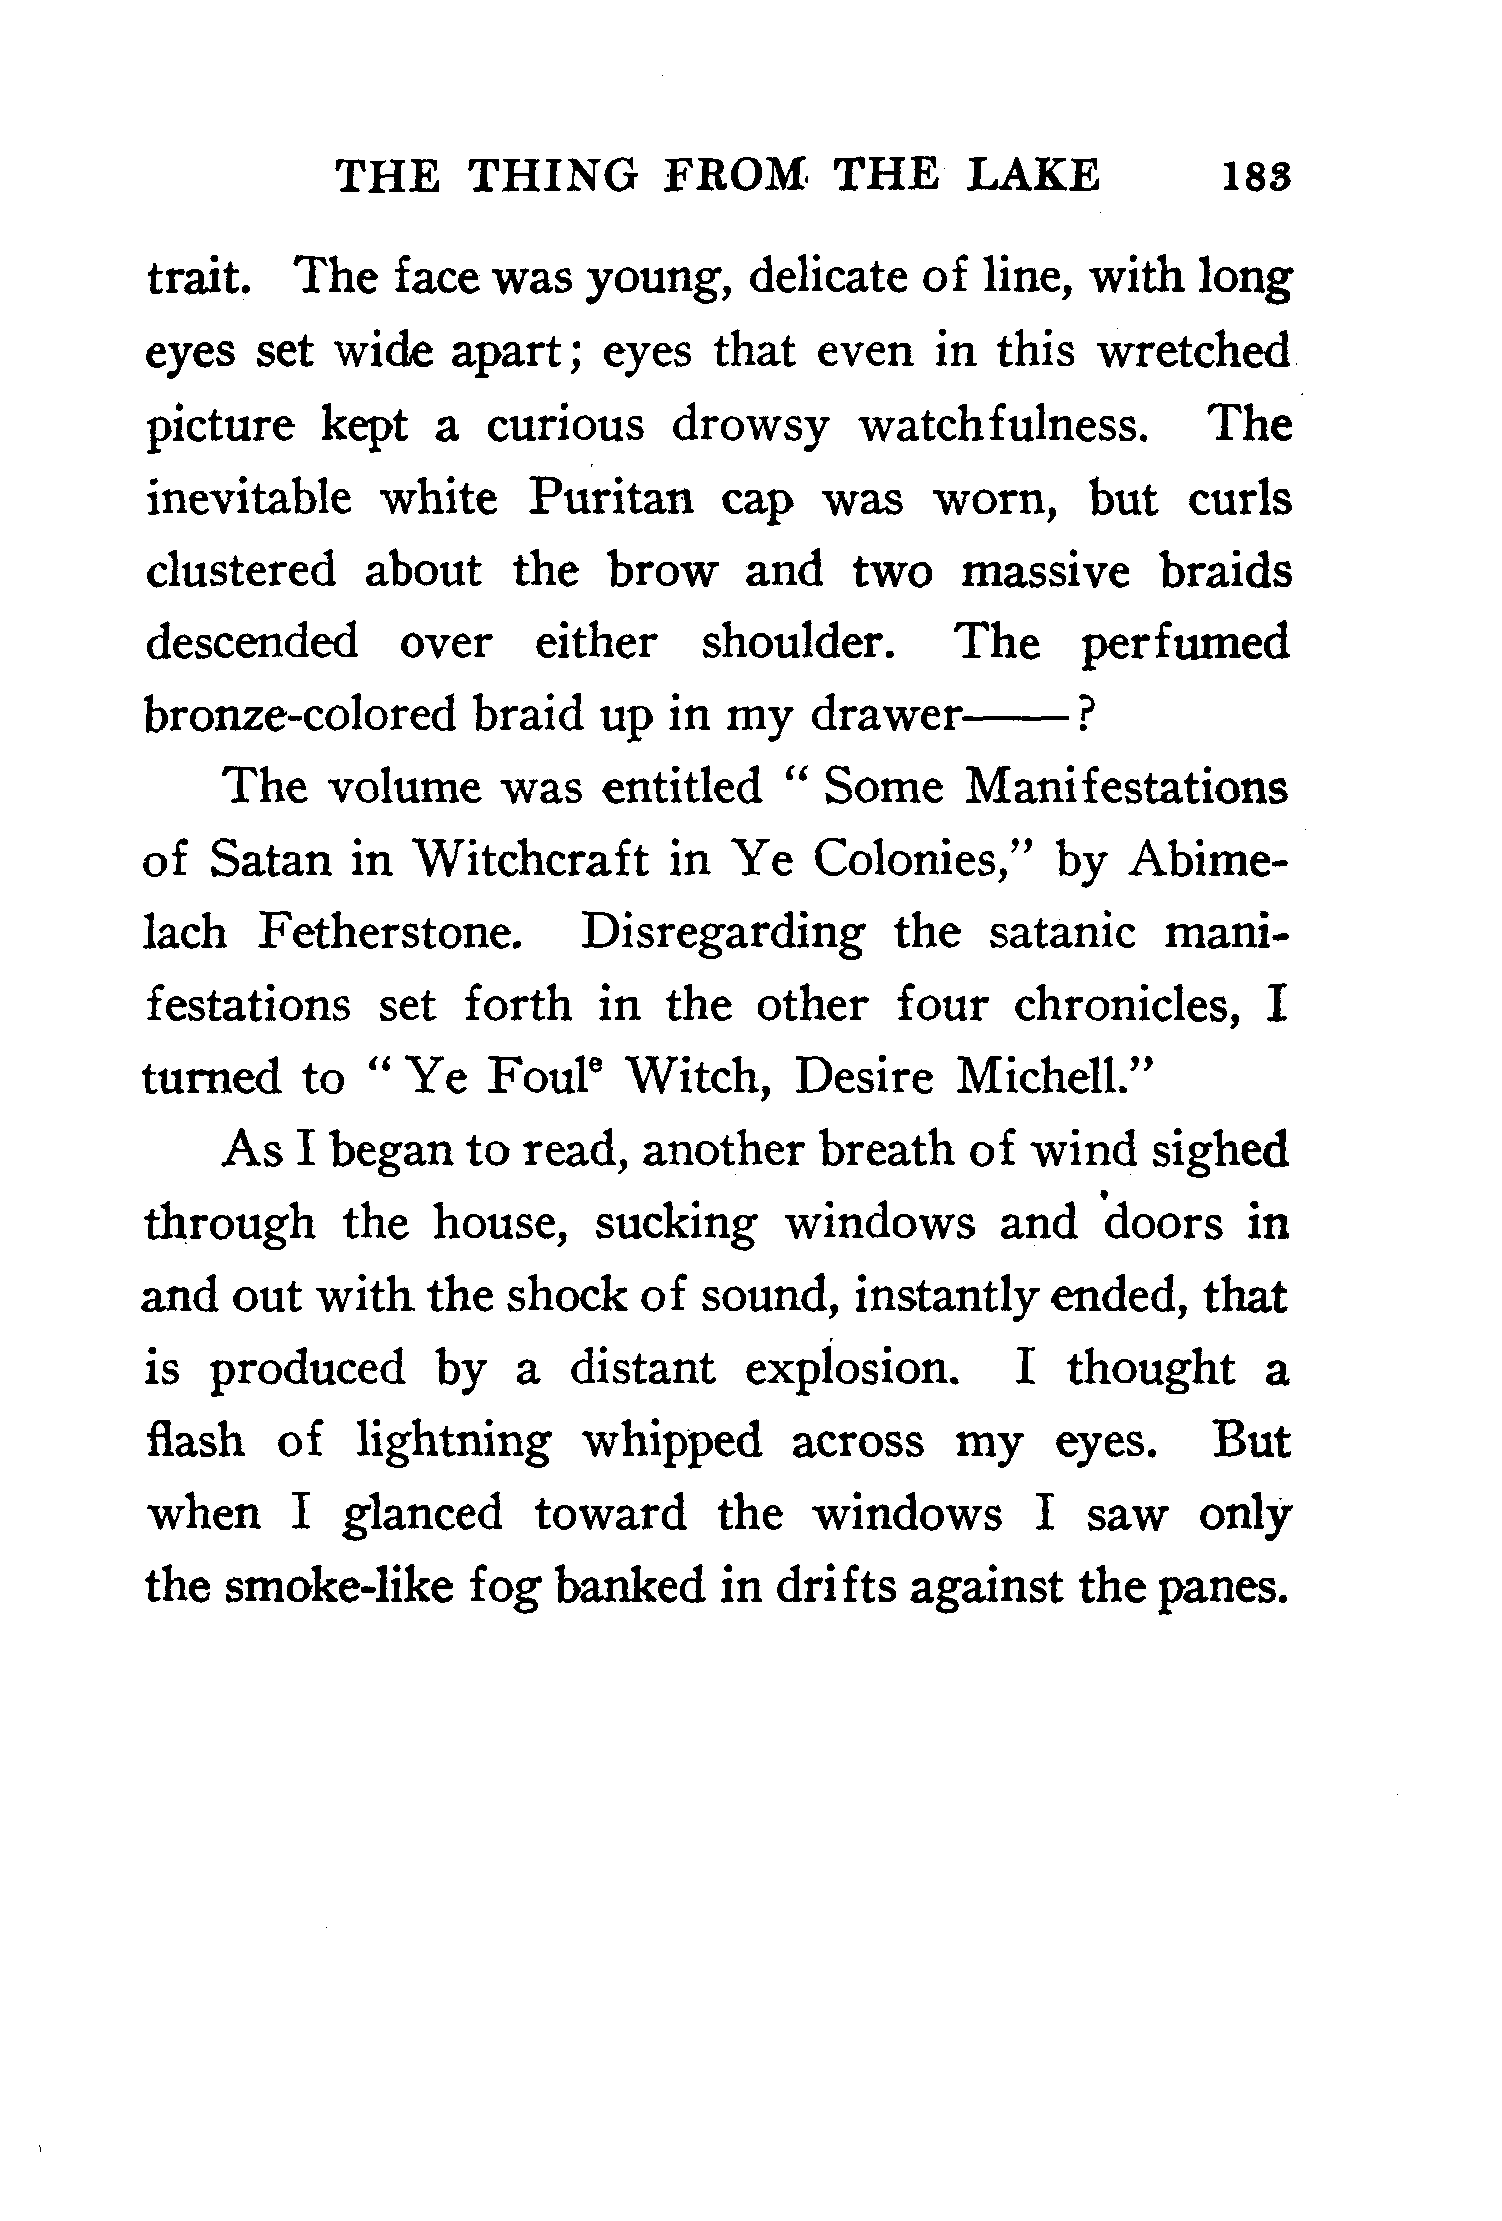 THE THING FROM THE LAKE 183
trait. The face was young, delicate of line, with long
eyes set wide apart; eyes that even in this wretched
picture kept a curious drowsy watchfulness. The
inevitable white Puritan cap was worn, but curls
clustered about the brow and two massive braids
descended over either shoulder. The perfumed
bronze-colored braid up in my drawer——?
The volume was entitled “ Some Manifestations
of Satan in Witchcraft in Ye Colonies,” by Abime-
lach Fetherstone. Disregarding the satanic mani-
festations set forth in the other four chronicles, I
turned to “ Ye Foulᵉ Witch, Desire Michell.”
As I began to read, another breath of wind sighed
through the house, sucking windows and doors in
and out with the shock of sound, instantly ended, that
is produced by a distant explosion. I thought a
flash of lightning whipped across my eyes. But
when I glanced toward the windows I saw only
the smoke-like fog banked in drifts against the panes.